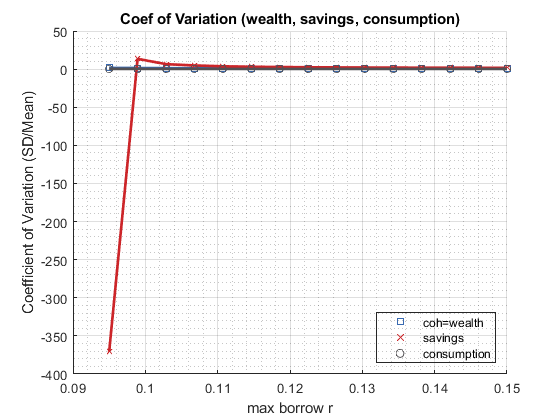 Coef of Variation (wealth, savings, consumption)
Coefficient of Variation (SD/Mean)
50
0
-50
-100
-150
-200
-250
-300
-350
-400
coh=wealth
savings
consumption
0.09
0.1
0.11
0.12
0.13
0.14
0.15
max borrow r